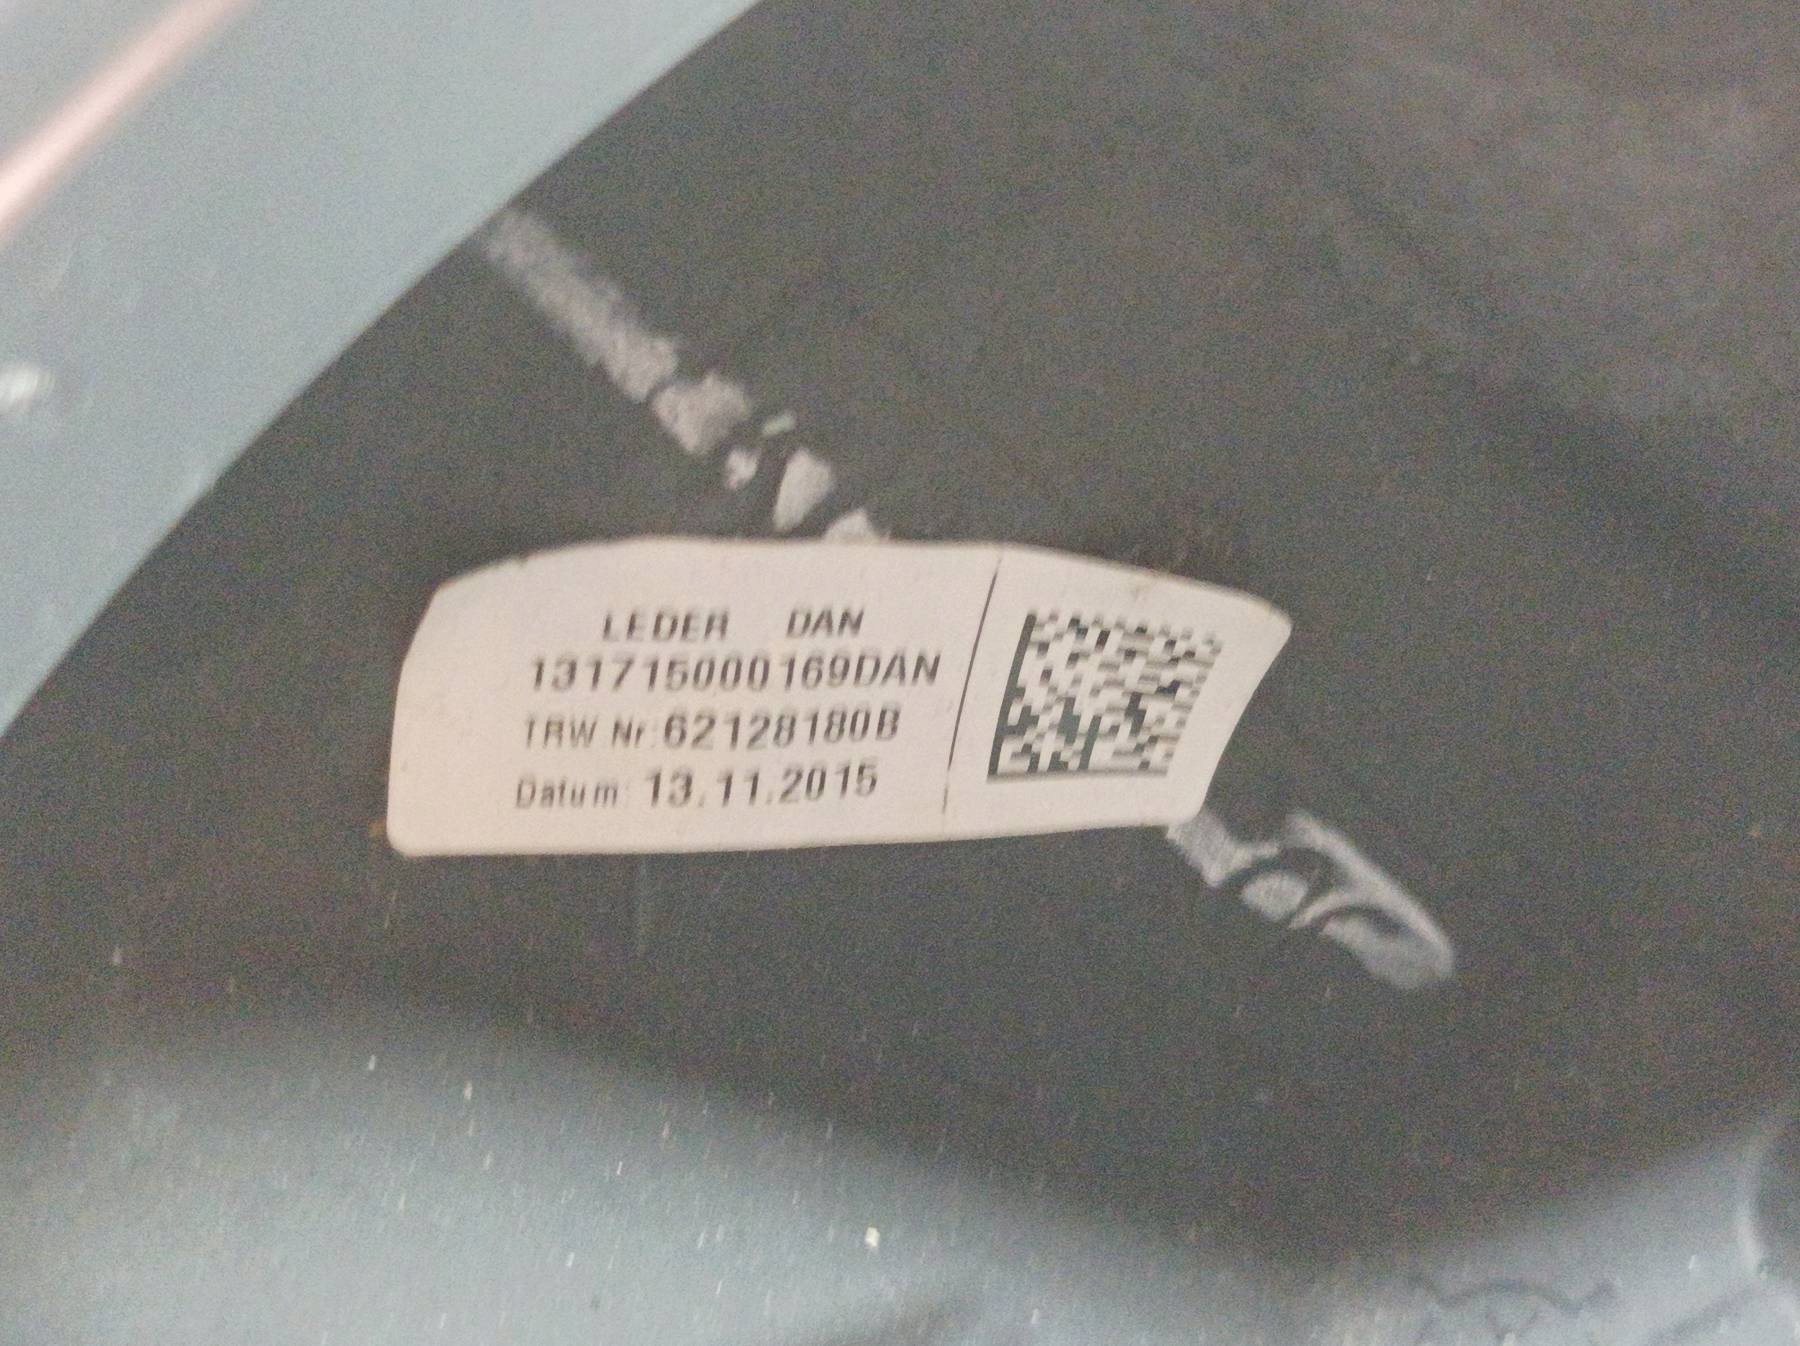 LEDER DAN
131715000169DAN
TRW Nr.62128180B
Datum: 13.11.2015